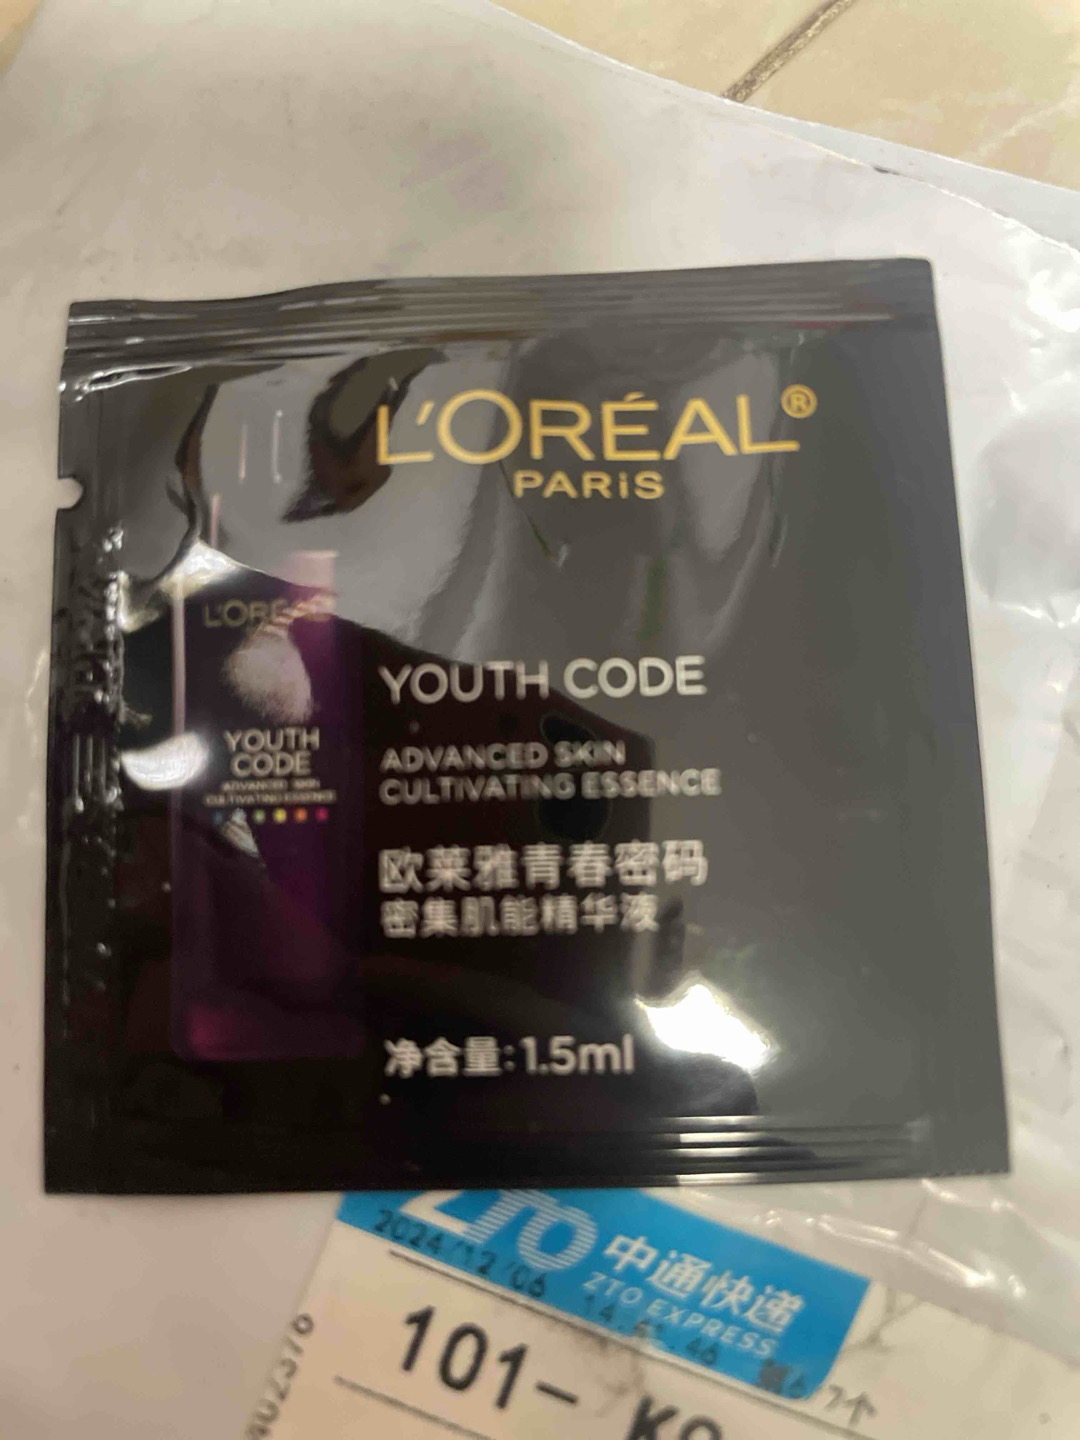 L'ORÉAL®
PARiS
L'ORÉAL
YOUTH
CODE
ADVANCED SKIN
CULTIVATING ESSENCE
YOUTH CODE
ADVANCED SKIN
CULTIVATING ESSENCE
欧莱雅青春密码
密集肌能精华液
净含量:1.5ml
ZTO 中通快递
ZTO EXPRESS
2024/12/06
101-